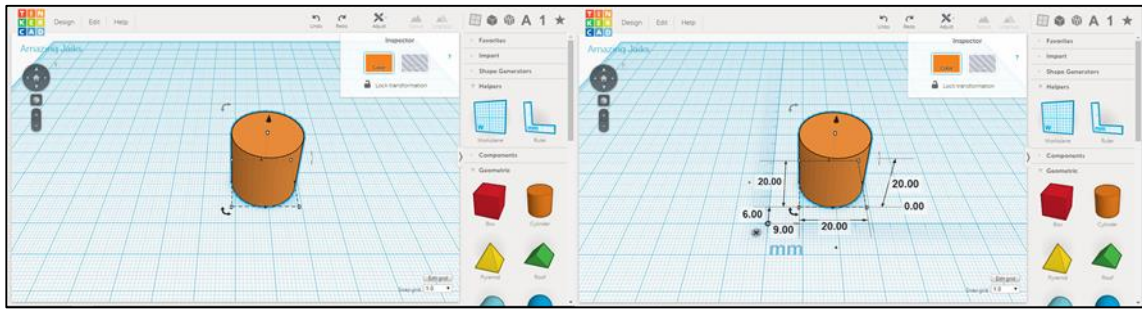 TIN
KER
CAD
Design Edit Help
Undo Redo Adjust
Amazing Jaiks
Inspector
Color
Lock transformation
?
A 1
Favorites
Import
Shape Generators
Helpers
Workplane Ruler
Components
Geometric
Box Cylinder
Pyramid Roof
Edit grid
Snap grid 1.0
TIN
KER
CAD
Design Edit Help
Undo Redo Adjust
Inspector
Color
Lock transformation
?
A 1
Favorites
Import
Shape Generators
Helpers
Workplane Ruler
Components
Geometric
Box Cylinder
Pyramid Roof
20.00
20.00
0.00
6.00
9.00
20.00
mm
Edit grid
Snap grid 1.0